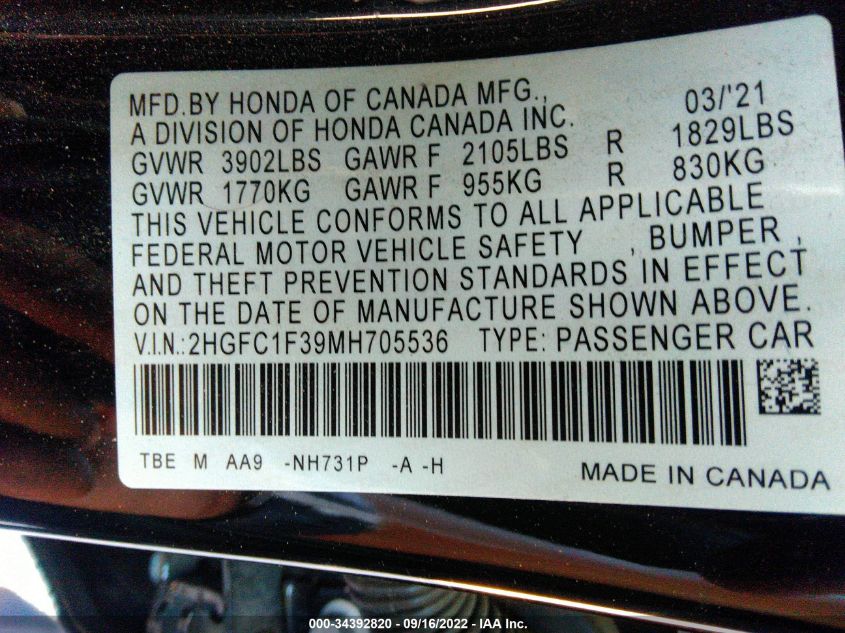 MFD.BY HONDA OF CANADA MFG., 03/'21
A DIVISION OF HONDA CANADA INC.
GVWR 3902LBS GAWR F 2105LBS R 1829LBS
GVWR 1770KG GAWR F 955KG R 830KG
THIS VEHICLE CONFORMS TO ALL APPLICABLE
FEDERAL MOTOR VEHICLE SAFETY , BUMPER ,
AND THEFT PREVENTION STANDARDS IN EFFECT
ON THE DATE OF MANUFACTURE SHOWN ABOVE.
V.I.N.:2HGFC1F39MH705536 TYPE: PASSENGER CAR
TBE M AA9 -NH731P -A -H
MADE IN CANADA
000-34392820 - 09/16/2022 - IAA Inc.